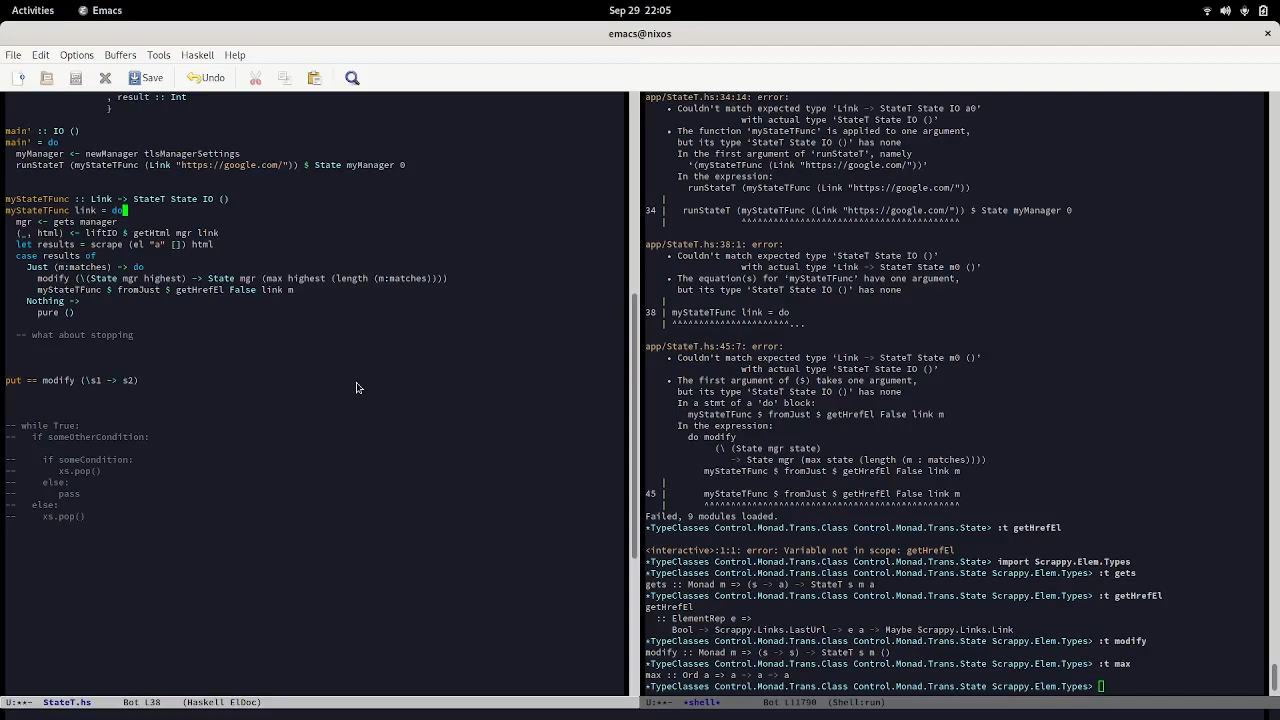 Activities
Emacs
Sep 29 22:05
emacs@nixos
File Edit Options Buffers Tools Haskell Help
Save
Undo
, result :: Int
}
main' :: IO ()
main' = do
myManager <- newManager tlsManagerSettings
runStateT (myStateTFunc (Link "https://google.com/")) $ State myManager 0
myStateTFunc :: Link -> StateT State IO ()
myStateTFunc link = do
mgr <- gets manager
(_, html) <- liftIO $ getHtml mgr link
let results = scrape (el "a" []) html
case results of
Just (m:matches) -> do
modify (\(State mgr highest) -> State mgr (max highest (length (m:matches))))
myStateTFunc $ fromJust $ getHrefEl False link m
Nothing ->
pure ()
-- what about stopping
put == modify (\s1 -> s2)
-- while True:
-- if someOtherCondition:
-- if someCondition:
-- xs.pop()
-- else:
-- pass
-- else:
-- xs.pop()
U:**- StateT.hs Bot L38 (Haskell ElDoc)
app/StateT.hs:34:14: error:
• Couldn't match expected type ‘Link -> StateT State IO a0’
with actual type ‘StateT State IO ()’
• The function ‘myStateTFunc’ is applied to one argument,
but its type ‘StateT State IO ()’ has none
In the first argument of ‘runStateT’, namely
‘(myStateTFunc (Link "https://google.com/"))’
In the expression:
runStateT (myStateTFunc (Link "https://google.com/"))
|
34 | runStateT (myStateTFunc (Link "https://google.com/")) $ State myManager 0
| ^^^^^^^^^^^^^^^^^^^^^^^^^^^^^^^^^^^^^^^^^
app/StateT.hs:38:1: error:
• Couldn't match expected type ‘StateT State IO ()’
with actual type ‘Link -> StateT State m0 ()’
• The equation(s) for ‘myStateTFunc’ have one argument,
but its type ‘StateT State IO ()’ has none
|
38 | myStateTFunc link = do
| ^^^^^^^^^^^^^^^^^^^^^^...
app/StateT.hs:45:7: error:
• Couldn't match expected type ‘Link -> StateT State m0 ()’
with actual type ‘StateT State IO ()’
• The first argument of ($) takes one argument,
but its type ‘StateT State IO ()’ has none
In a stmt of a 'do' block:
myStateTFunc $ fromJust $ getHrefEl False link m
In the expression:
do modify
(\ (State mgr state)
-> State mgr (max state (length (m : matches))))
myStateTFunc $ fromJust $ getHrefEl False link m
|
45 | myStateTFunc $ fromJust $ getHrefEl False link m
| ^^^^^^^^^^^^^^^^^^^^^^^^^^^^^^^^^^^^^^^^^^^^^^^^
Failed, 9 modules loaded.
*TypeClasses Control.Monad.Trans.Class Control.Monad.Trans.State> :t getHrefEl
<interactive>:1:1: error: Variable not in scope: getHrefEl
*TypeClasses Control.Monad.Trans.Class Control.Monad.Trans.State> import Scrappy.Elem.Types
*TypeClasses Control.Monad.Trans.Class Control.Monad.Trans.State Scrappy.Elem.Types> :t gets
gets :: Monad m => (s -> a) -> StateT s m a
*TypeClasses Control.Monad.Trans.Class Control.Monad.Trans.State Scrappy.Elem.Types> :t getHrefEl
getHrefEl
:: ElementRep e =>
Bool -> Scrappy.Links.LastUrl -> e a -> Maybe Scrappy.Links.Link
*TypeClasses Control.Monad.Trans.Class Control.Monad.Trans.State Scrappy.Elem.Types> :t modify
modify :: Monad m => (s -> s) -> StateT s m ()
*TypeClasses Control.Monad.Trans.Class Control.Monad.Trans.State Scrappy.Elem.Types> :t max
max :: Ord a => a -> a -> a
*TypeClasses Control.Monad.Trans.Class Control.Monad.Trans.State Scrappy.Elem.Types>
U:**- *shell* Bot L11790 (Shell:run)